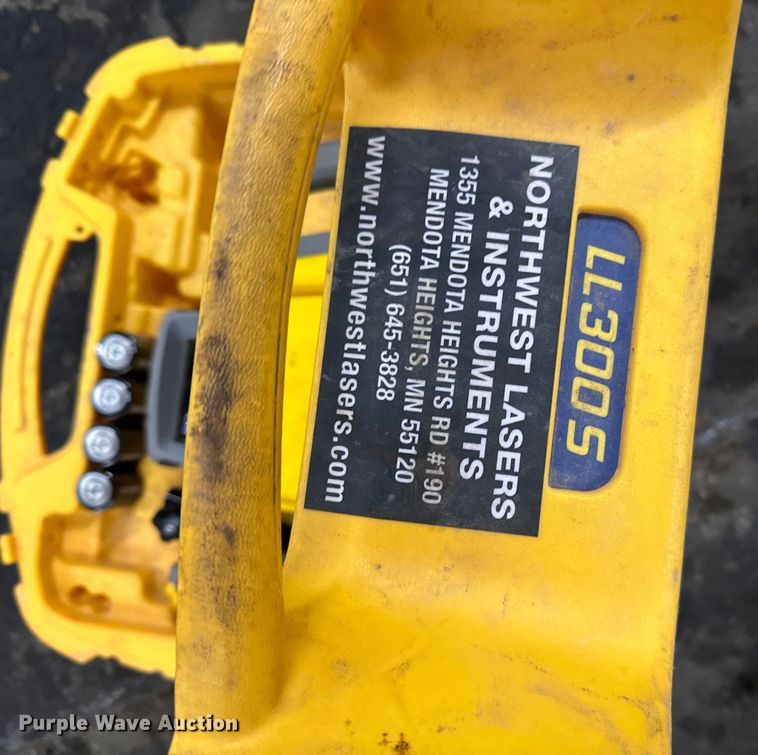 LL300S
NORTHWEST LASERS
& INSTRUMENTS
1355 MENDOTA HEIGHTS RD #190
MENDOTA HEIGHTS, MN 55120
(651) 645-3828
www.northwestlasers.com
Purple Wave Auction